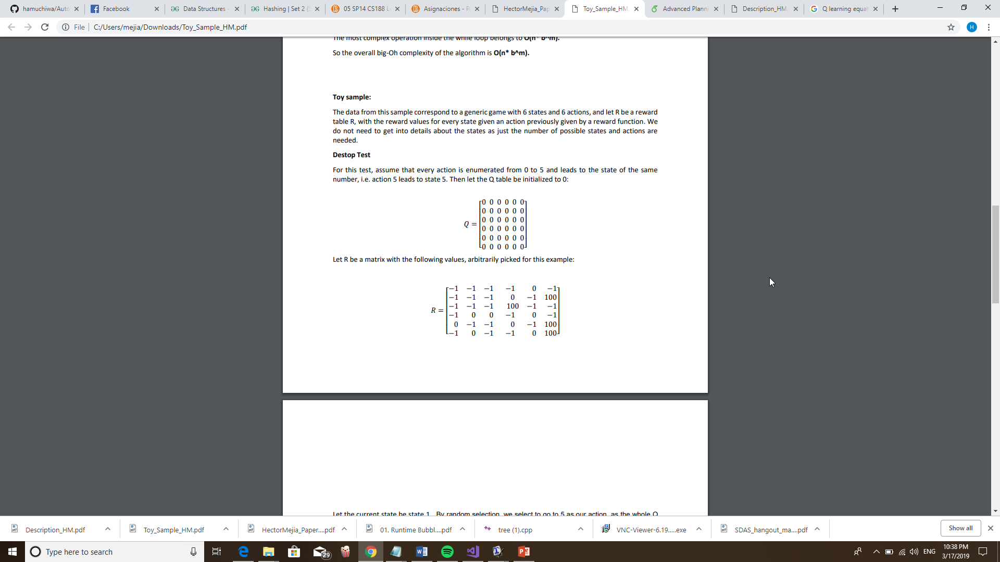 hamuchiwa/Auto
Facebook
Data Structures -
Hashing | Set 2 (S
05 SP14 CS188 L
Asignaciones - P
HectorMejia_Pap
Toy_Sample_HM.
Advanced Planni
Description_HM.
Q learning equat
File
C:/Users/mejia/Downloads/Toy_Sample_HM.pdf
The most complex operation inside the while loop belongs to O(n* b^m).
So the overall big-Oh complexity of the algorithm is O(n* b^m).
Toy sample:
The data from this sample correspond to a generic game with 6 states and 6 actions, and let R be a reward
table R, with the reward values for every state given an action previously given by a reward function. We
do not need to get into details about the states as just the number of possible states and actions are
needed.
Destop Test
For this test, assume that every action is enumerated from 0 to 5 and leads to the state of the same
number, i.e. action 5 leads to state 5. Then let the Q table be initialized to 0:
0 0 0 0 0 0
0 0 0 0 0 0
0 0 0 0 0 0
Q =
0 0 0 0 0 0
0 0 0 0 0 0
0 0 0 0 0 0
Let R be a matrix with the following values, arbitrarily picked for this example:
−1 −1 −1 −1 0 −1
−1 −1 −1 0 −1 100
−1 −1 −1 100 −1 −1
R =
−1 0 0 −1 0 −1
0 −1 −1 0 −1 100
−1 0 −1 −1 0 100
Let the current state be state 1. By random selection, we select to go to 5 as our action, as the whole Q
Description_HM.pdf
Toy_Sample_HM.pdf
HectorMejia_Paper....pdf
01. Runtime Bubbl....pdf
tree (1).cpp
VNC-Viewer-6.19.....exe
SDAS_hangout_ma....pdf
Show all
Type here to search
29
ENG
10:38 PM
3/17/2019